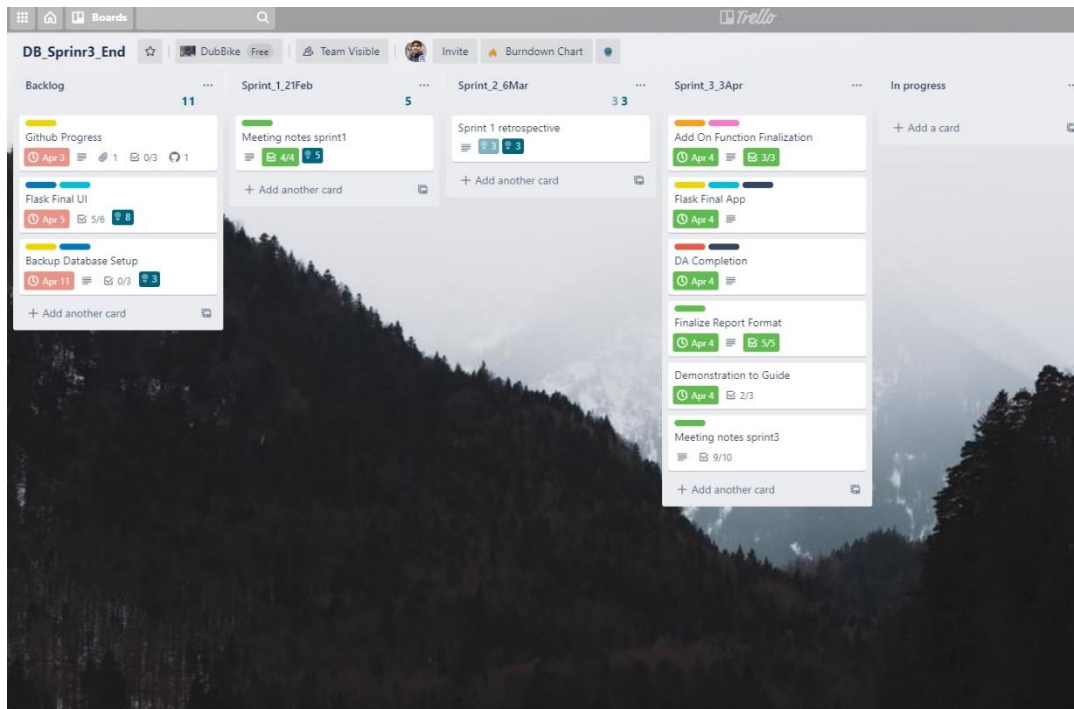 Boards
Trello
DB_Sprinr3_End
DubBike Free
Team Visible
Invite
Burndown Chart
Backlog
11
Github Progress
Apr 3 1 0/3 1
Flask Final UI
Apr 5 5/6 8
Backup Database Setup
Apr 11 0/3 3
+ Add another card
Sprint_1_21Feb
5
Meeting notes sprint1
4/4 5
+ Add another card
Sprint_2_6Mar
3 3
Sprint 1 retrospective
3 3
+ Add another card
Sprint_3_3Apr
Add On Function Finalization
Apr 4 3/3
Flask Final App
Apr 4
DA Completion
Apr 4
Finalize Report Format
Apr 4 5/5
Demonstration to Guide
Apr 4 2/3
Meeting notes sprint3
9/10
+ Add another card
In progress
+ Add a card